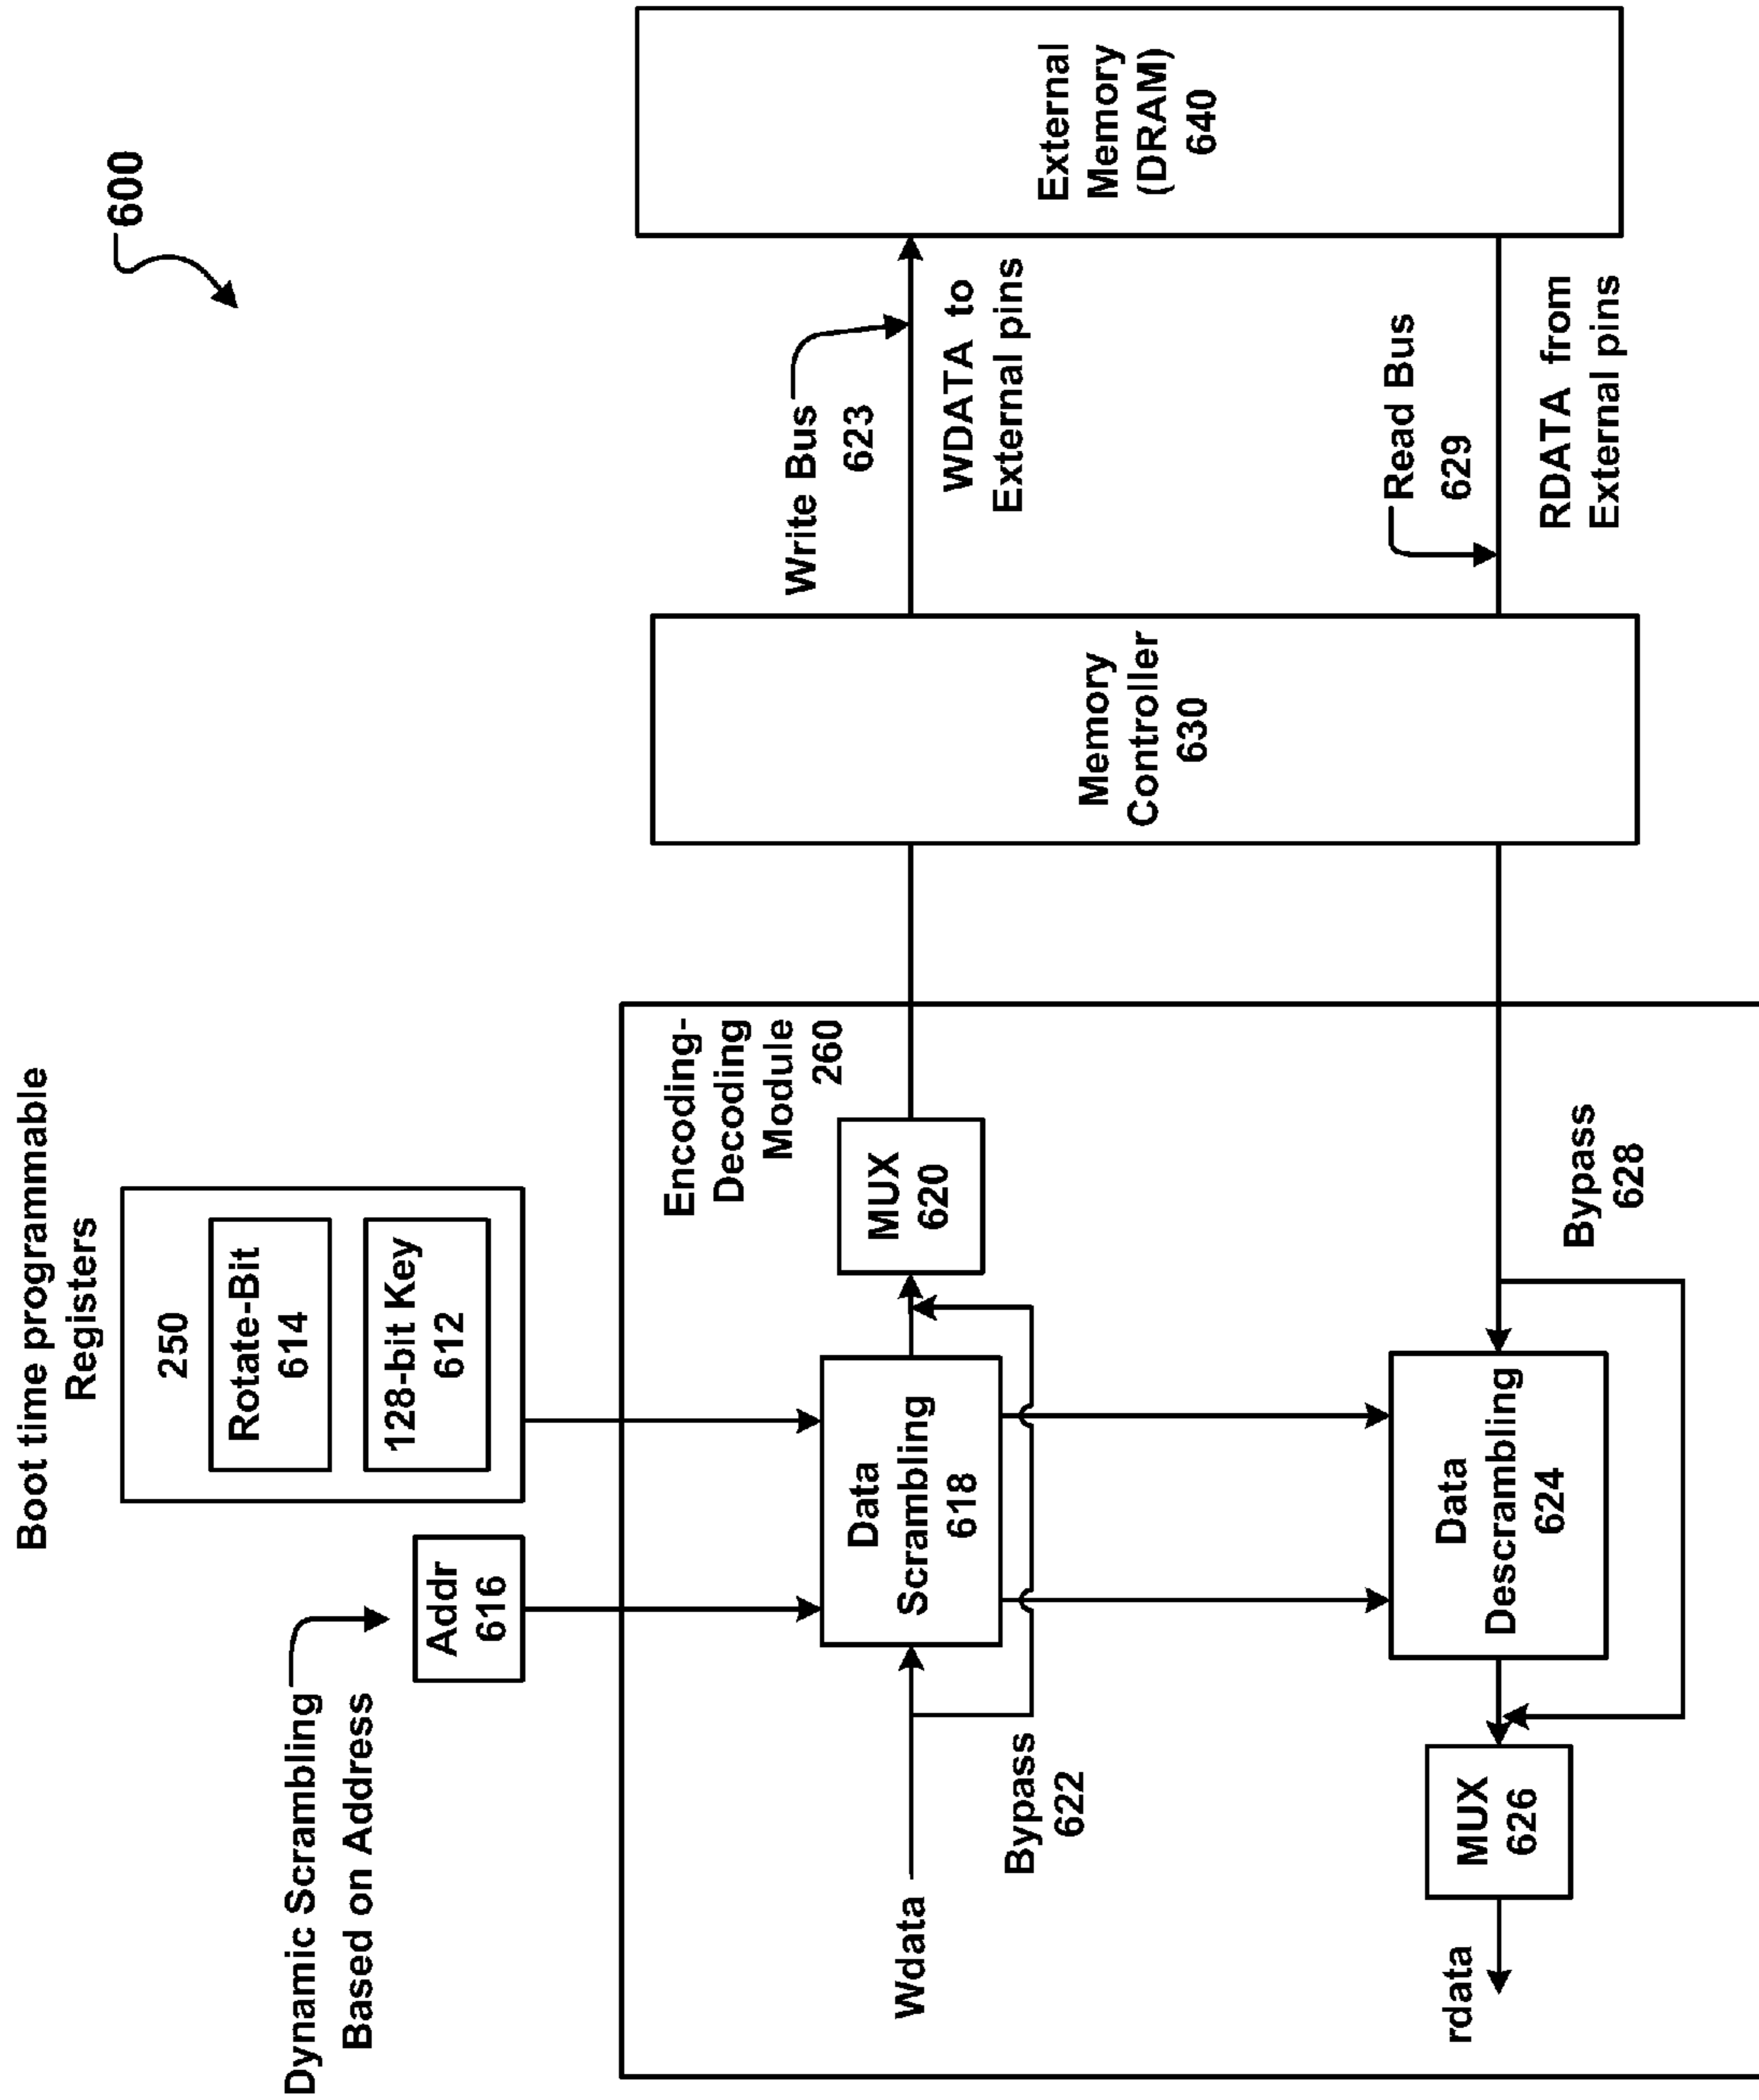 600
Boot time programmable
Registers
Dynamic Scrambling
Based on Address
250
Rotate-Bit
614
128-bit Key
612
Addr
616
Encoding-
Decoding
Module
260
Wdata
Data
Scrambling
618
MUX
620
Bypass
622
Memory
Controller
630
Write Bus
623
WDATA to
External pins
External
Memory
(DRAM)
640
rdata
MUX
626
Data
Descrambling
624
Bypass
628
Read Bus
629
RDATA from
External pins